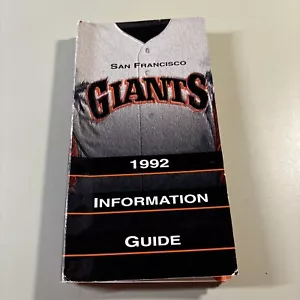 SAN FRANCISCO
GIANTS
1992
INFORMATION
GUIDE